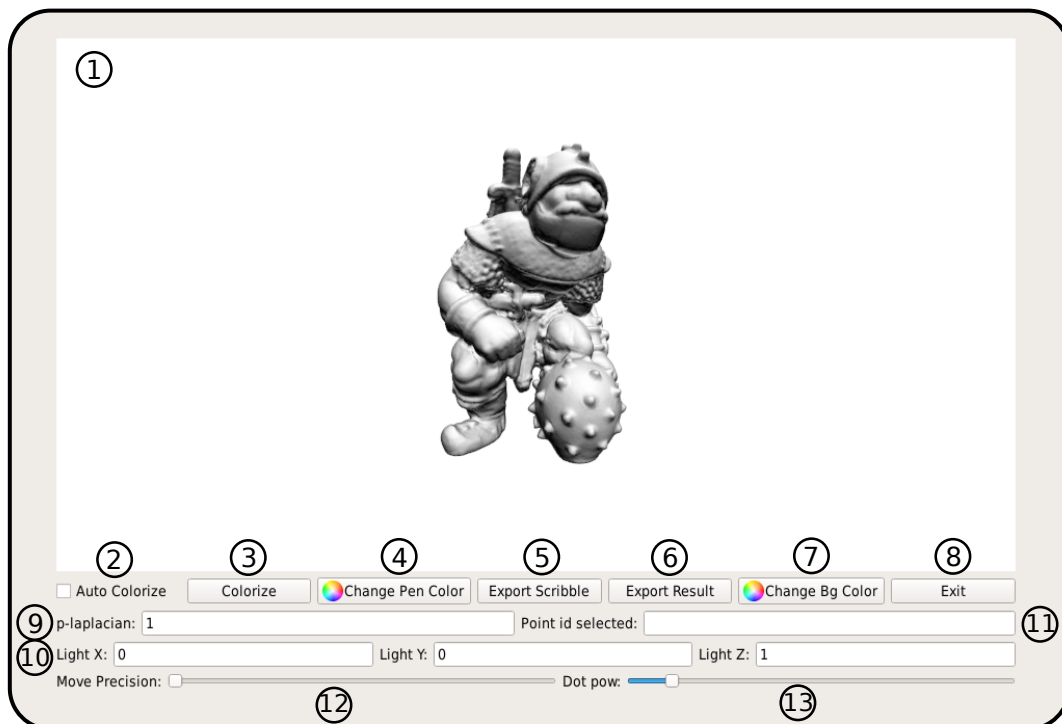 1
2 3 4 5 6 7 8
Auto Colorize Colorize Change Pen Color Export Scribble Export Result Change Bg Color Exit
9 p-laplacian: 1 Point id selected: 11
10 Light X: 0 Light Y: 0 Light Z: 1
Move Precision: Dot pow:
12 13